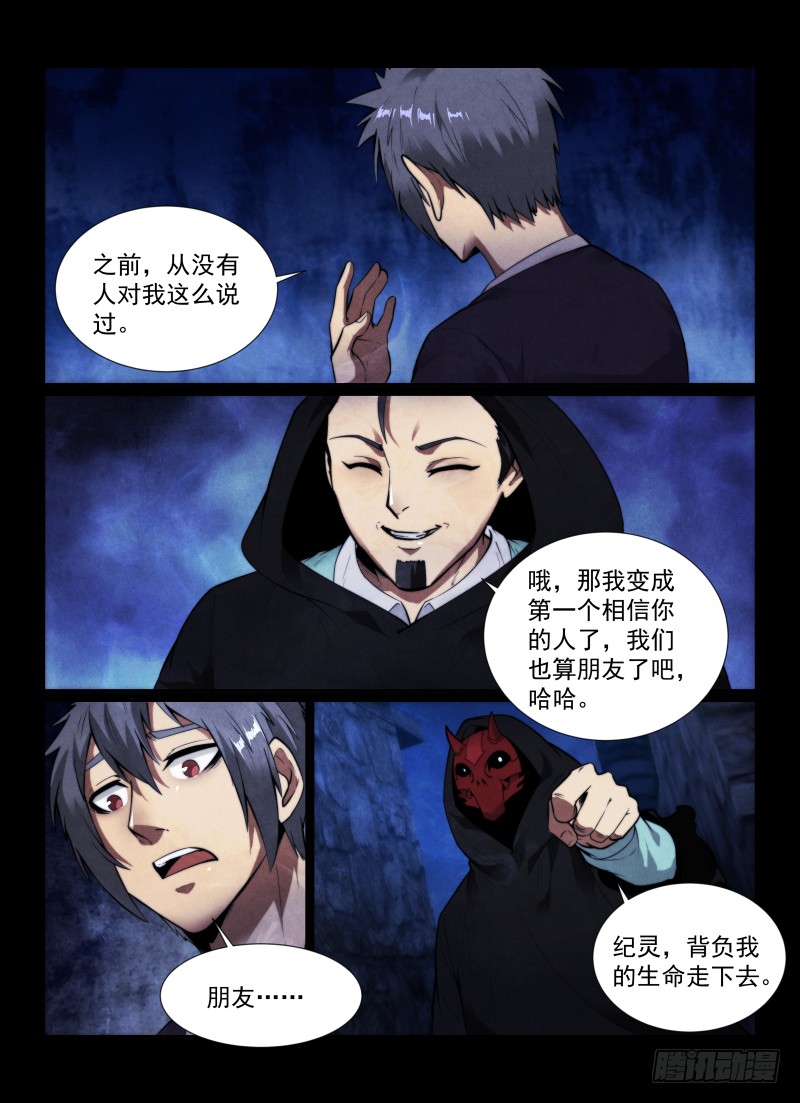 之前，从没有
人对我这么说
过。
哦，那我变成
第一个相信你
的人了，我们
也算朋友了吧，
哈哈。
朋友……
纪灵，背负我
的生命走下去。
腾讯动漫